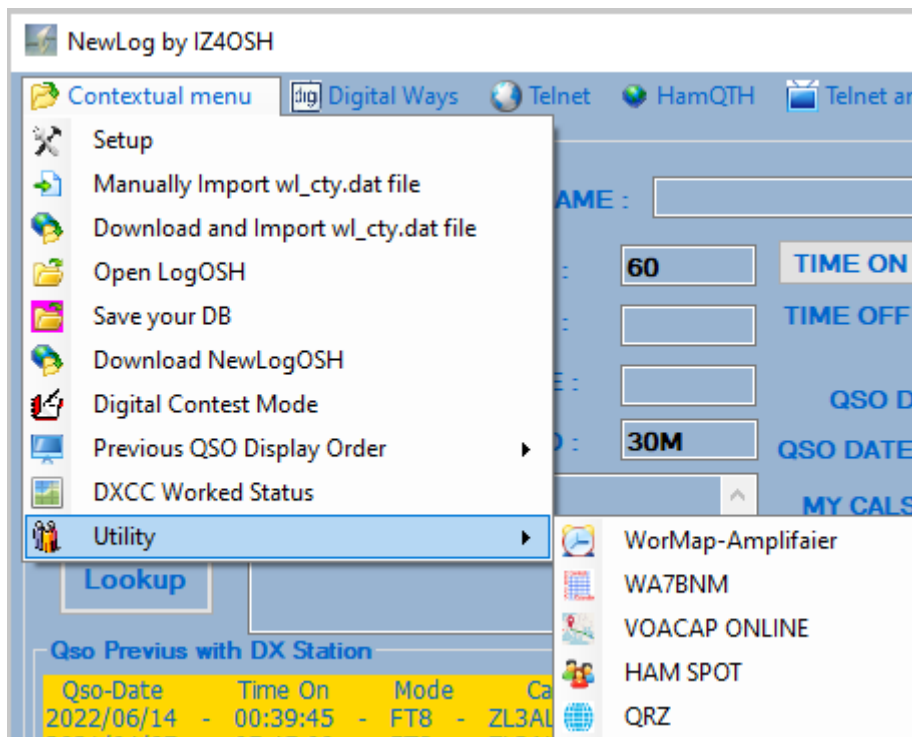 NewLog by IZ4OSH
Contextual menu dig Digital Ways Telnet HamQTH Telnet
Setup
Manually Import wl_cty.dat file
AME :
Download and Import wl_cty.dat file
Open LogOSH
: 60 TIME ON
Save your DB
: TIME OFF
Download NewLogOSH
E :
Digital Contest Mode
QSO D
Previous QSO Display Order
: 30M QSO DATE
DXCC Worked Status
MY CALS
Utility
WorMap-Amplifaier
Lookup
WA7BNM
VOACAP ONLINE
Qso Previus with DX Station
HAM SPOT
Qso-Date Time On Mode Ca
2022/06/14 - 00:39:45 - FT8 - ZL3AL
QRZ